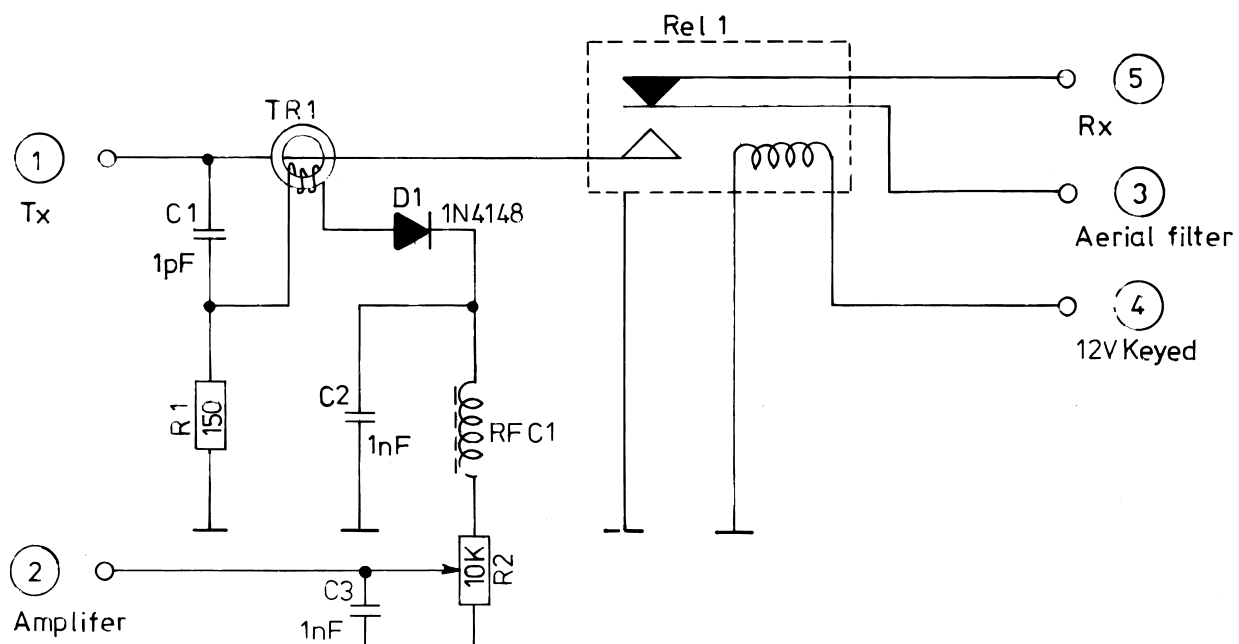 Rel 1
5
Rx
TR1
1
Tx
D1
1N4148
C1
1pF
3
Aerial filter
4
12V Keyed
R1
150
C2
1nF
RFC1
2
Amplifer
C3
1nF
10K
R2